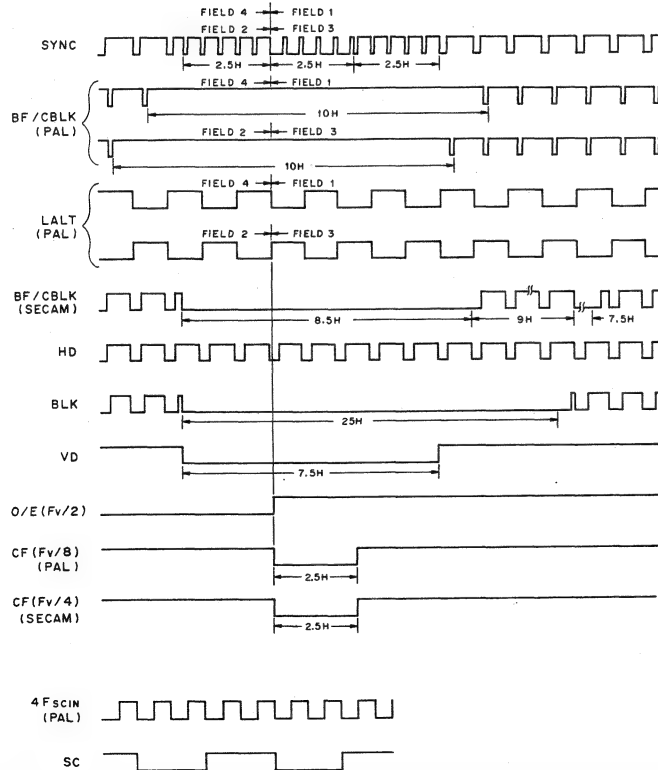 FIELD 4 FIELD 1
FIELD 2 FIELD 3
SYNC
2.5H 2.5H 2.5H
FIELD 4 FIELD 1
BF/CBLK
(PAL)
10H
FIELD 2 FIELD 3
10H
FIELD 4 FIELD 1
LALT
(PAL)
FIELD 2 FIELD 3
BF/CBLK
(SECAM)
8.5H 9H 7.5H
HD
BLK
25H
VD
7.5H
O/E(Fv/2)
CF(Fv/8)
(PAL)
2.5H
CF(Fv/4)
(SECAM)
2.5H
4FSCIN
(PAL)
SC